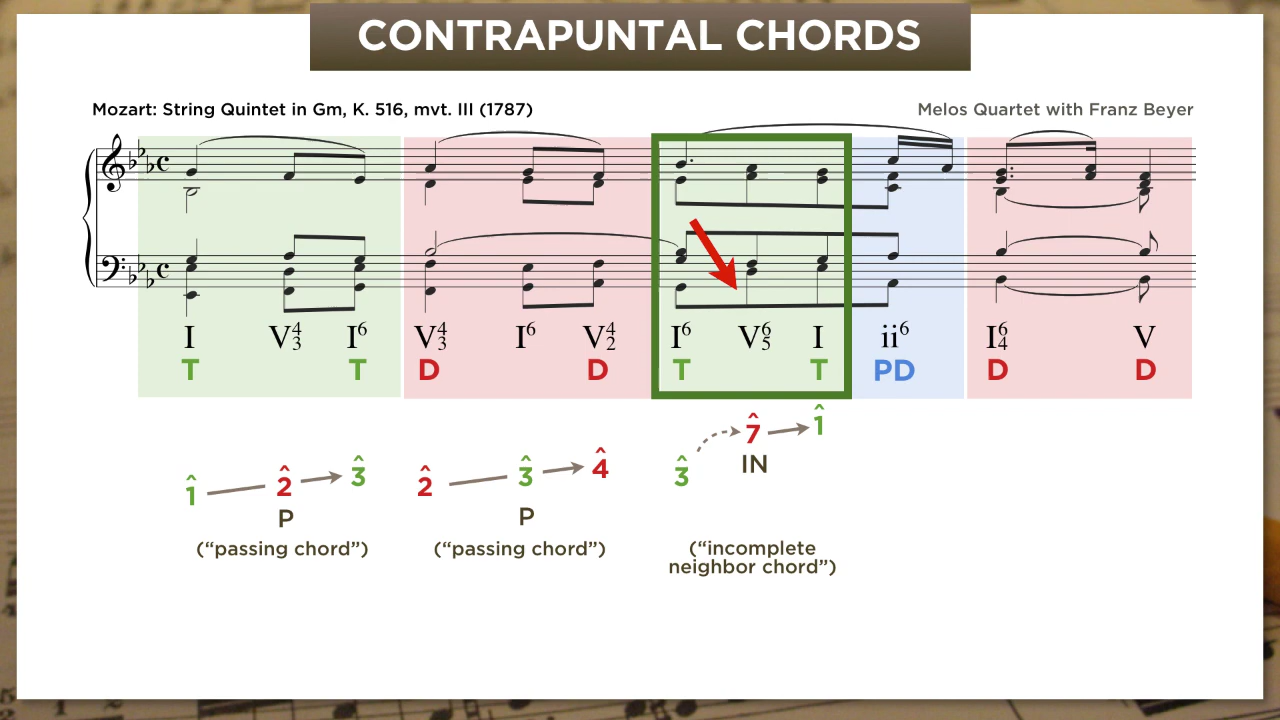 CONTRAPUNTAL CHORDS
Mozart: String Quintet in Gm, K. 516, mvt. III (1787)
Melos Quartet with Franz Beyer
I V4/3 I6 V4/3 I6 V4/2 I6 V6/5 I ii6 I6/4 V
T T D D T T PD D D
1̂ 2̂ 3̂ 2̂ 3̂ 4̂ 3̂ 7̂ 1̂
P P IN
(“passing chord”) (“passing chord”) (“incomplete
neighbor chord”)